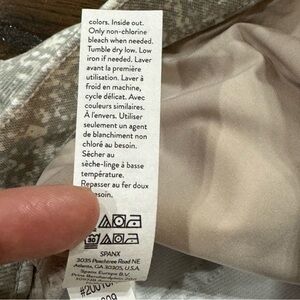 colors. Inside out.
Only non-chlorine
bleach when needed.
Tumble dry low. Low
iron if needed. Laver
avant la première
utilisation. Laver à
froid en machine,
cycle délicat. Avec
couleurs similaires.
À l'envers. Utiliser
seulement un agent
de blanchiment non
chloré au besoin.
Sécher au
sèche-linge à basse
température.
Repasser au fer doux
besoin.
30
SPANX
3035 Peachtree Road NE
Atlanta, GA 30305, U.S.A.
Spanx Europe B.V.